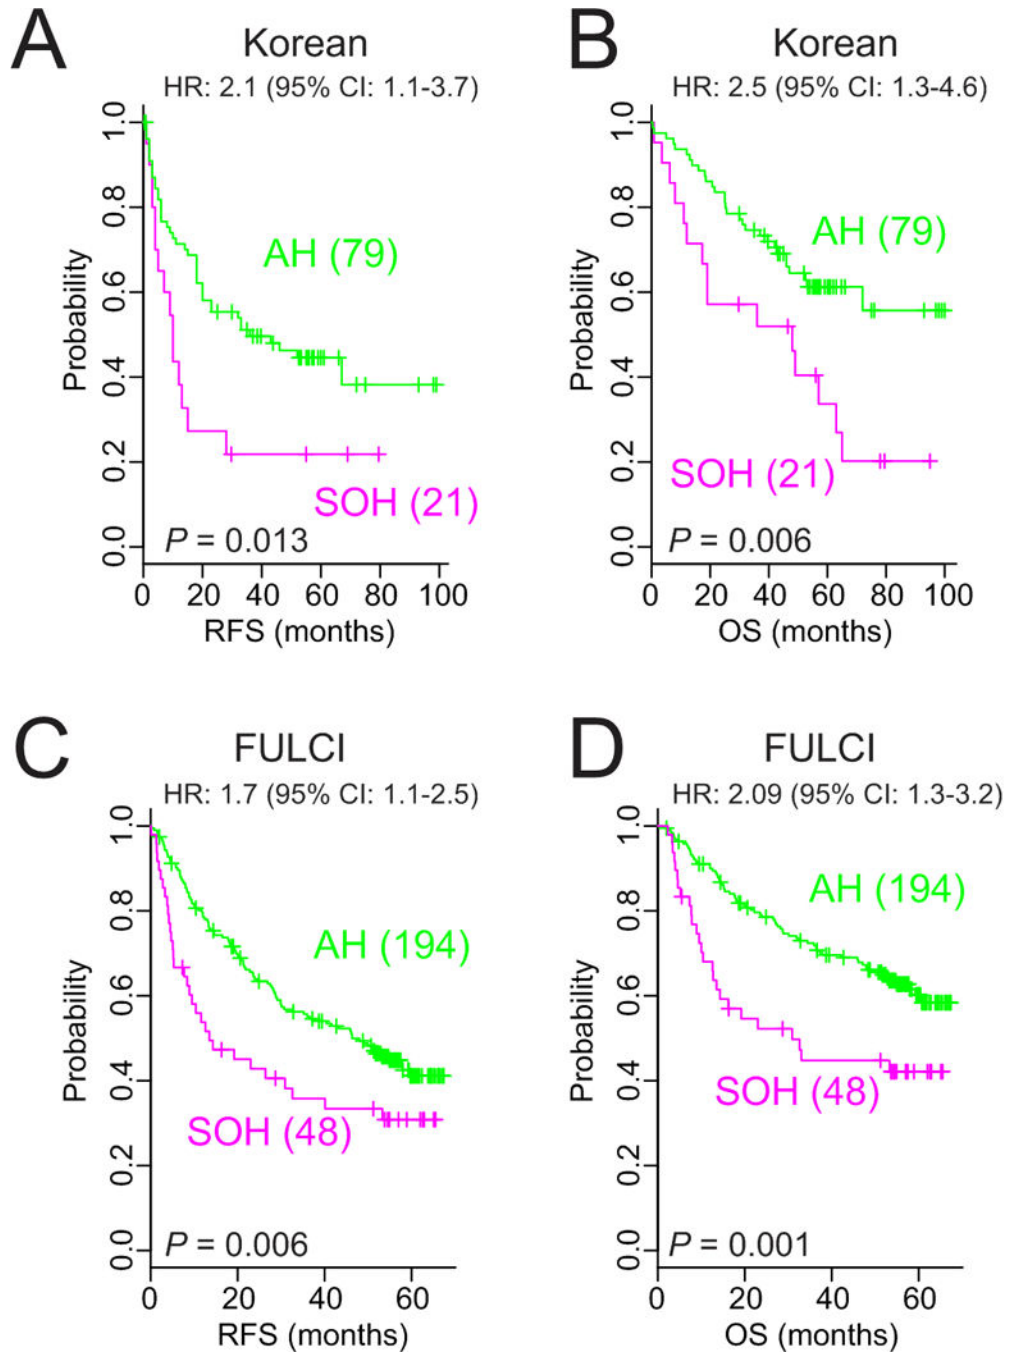 A
Korean
HR: 2.1 (95% CI: 1.1-3.7)
Probability
1.0
0.8
0.6
0.4
0.2
0.0
AH (79)
SOH (21)
P = 0.013
0 20 40 60 80 100
RFS (months)
B
Korean
HR: 2.5 (95% CI: 1.3-4.6)
Probability
1.0
0.8
0.6
0.4
0.2
0.0
AH (79)
SOH (21)
P = 0.006
0 20 40 60 80 100
OS (months)
C
FULCI
HR: 1.7 (95% CI: 1.1-2.5)
Probability
1.0
0.8
0.6
0.4
0.2
0.0
AH (194)
SOH (48)
P = 0.006
0 20 40 60
RFS (months)
D
FULCI
HR: 2.09 (95% CI: 1.3-3.2)
Probability
1.0
0.8
0.6
0.4
0.2
0.0
AH (194)
SOH (48)
P = 0.001
0 20 40 60
OS (months)